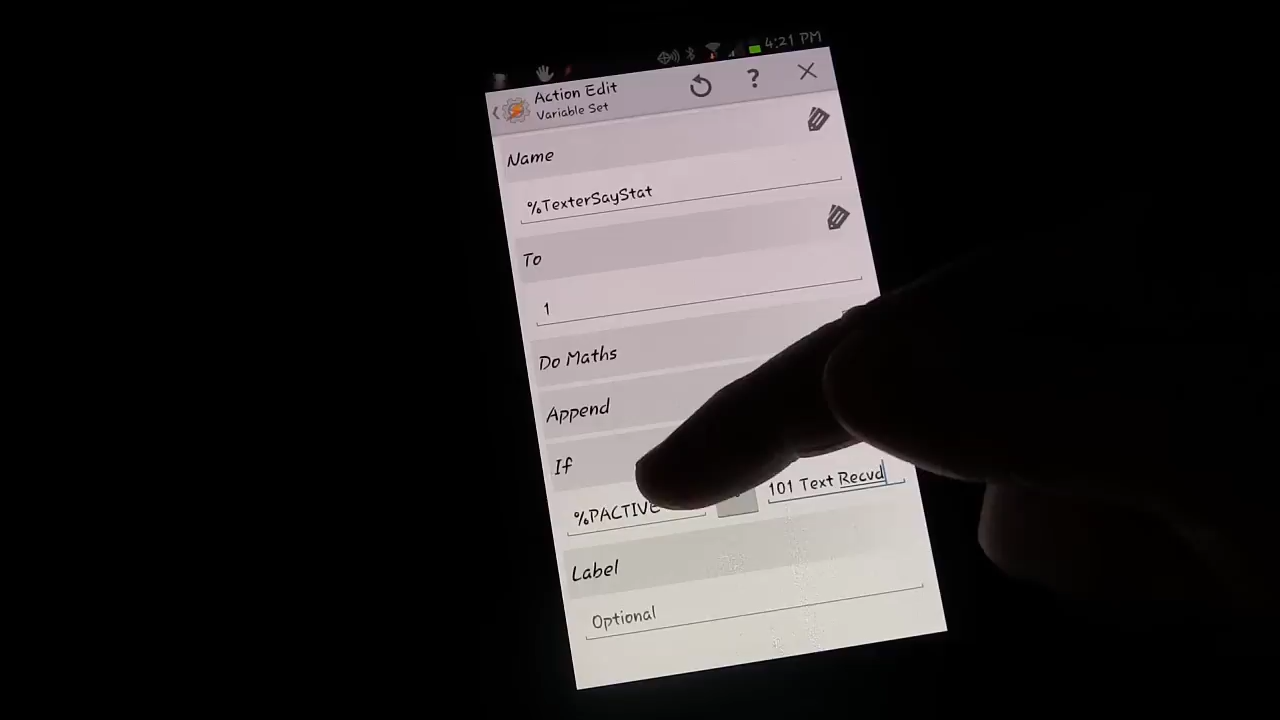 4:21 PM
Action Edit
Variable Set
?
Name
%TexterSayStat
To
1
Do Maths
Append
If
%PACTIVE
101 Text Recvd
Label
Optional